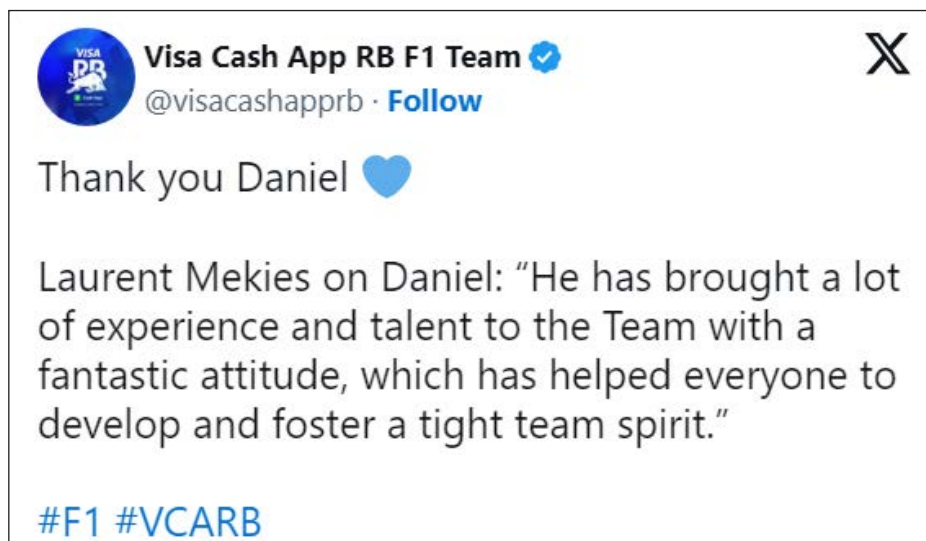 VISA
RB
Visa Cash App RB F1 Team
@visacashapprb · Follow
Thank you Daniel 💙
Laurent Mekies on Daniel: “He has brought a lot
of experience and talent to the Team with a
fantastic attitude, which has helped everyone to
develop and foster a tight team spirit.”
#F1 #VCARB